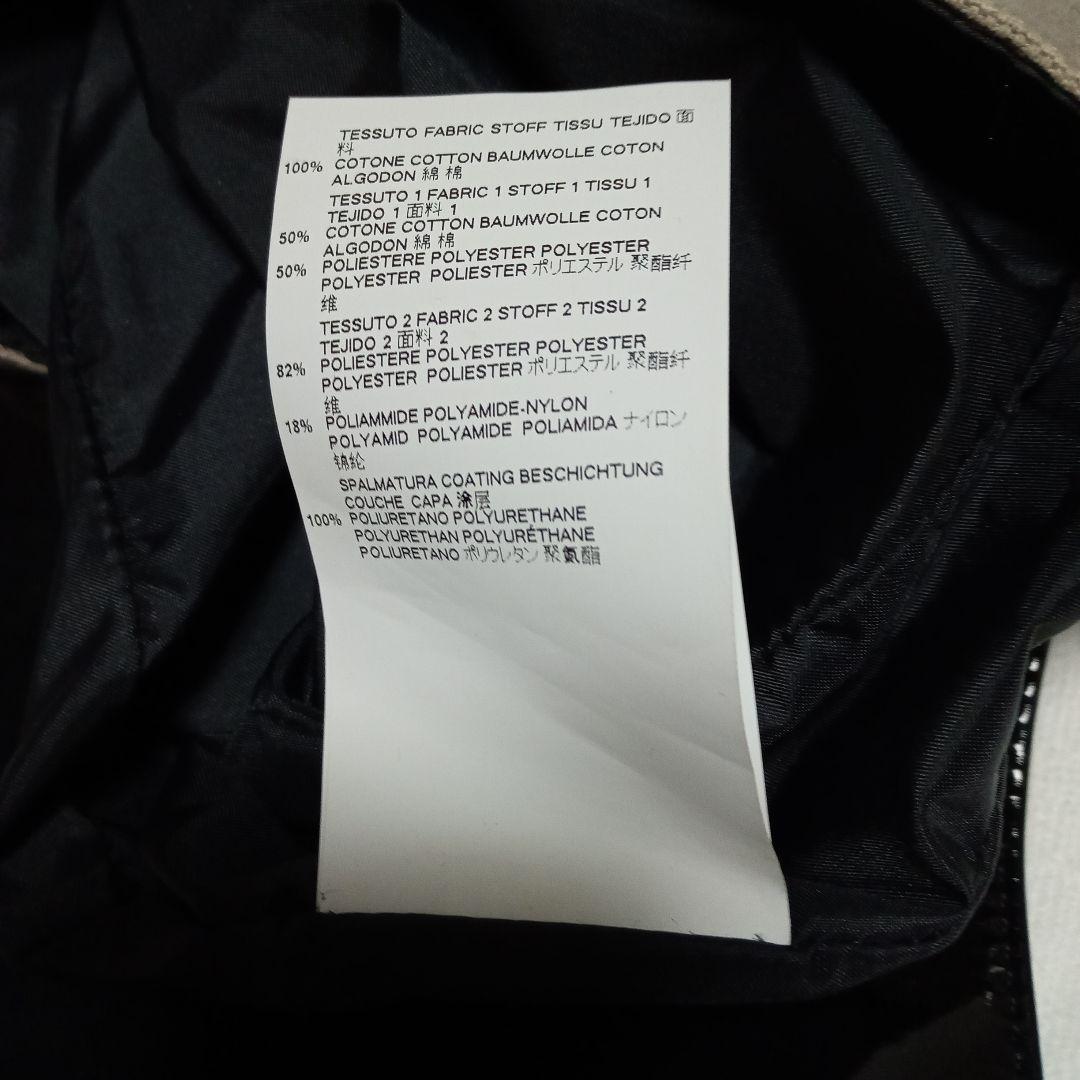 TESSUTO FABRIC STOFF TISSU TEJIDO 面
料
100% COTONE COTTON BAUMWOLLE COTON
ALGODON 綿 棉
TESSUTO 1 FABRIC 1 STOFF 1 TISSU 1
TEJIDO 1 面料 1
50% COTONE COTTON BAUMWOLLE COTON
ALGODON 綿 棉
50% POLIESTERE POLYESTER POLYESTER
POLYESTER POLIESTER ポリエステル 聚酯纤
维
TESSUTO 2 FABRIC 2 STOFF 2 TISSU 2
TEJIDO 2 面料 2
82% POLIESTERE POLYESTER POLYESTER
POLYESTER POLIESTER ポリエステル 聚酯纤
维
18% POLIAMMIDE POLYAMIDE-NYLON
POLYAMID POLYAMIDE POLIAMIDA ナイロン
锦纶
SPALMATURA COATING BESCHICHTUNG
COUCHE CAPA 涂层
100% POLIURETANO POLYURETHANE
POLYURETHAN POLYURÉTHANE
POLIURETANO ポリウレタン 聚氨酯